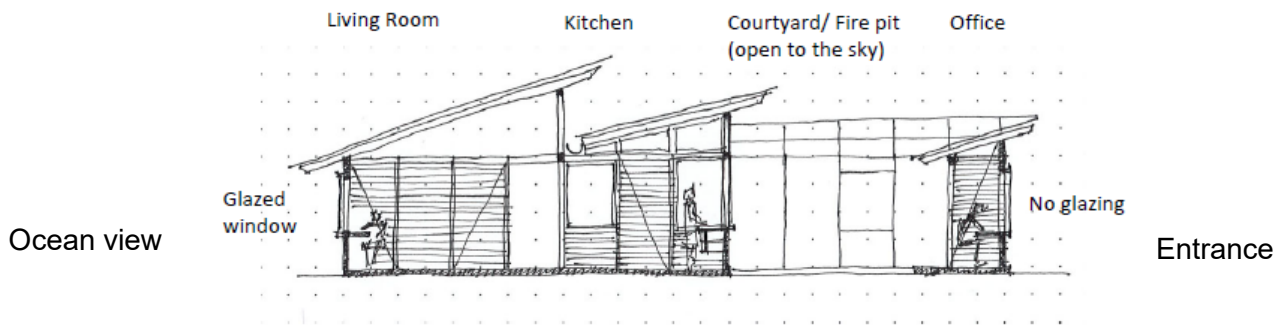 Living Room
Kitchen
Courtyard/ Fire pit
(open to the sky)
Office
Glazed
window
No glazing
Ocean view
Entrance